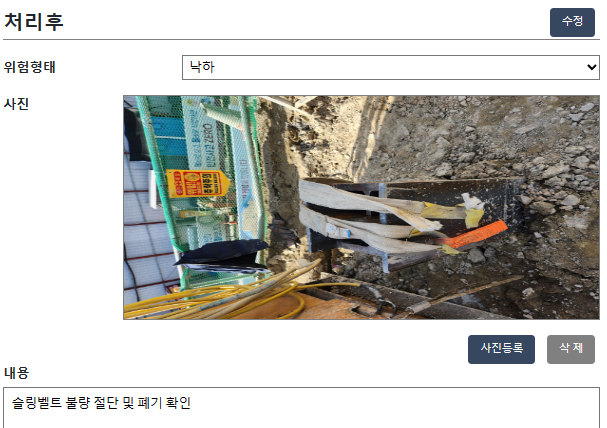 처리후
수정
위험형태
낙하
사진
사진등록
삭 제
내용
슬링벨트 불량 절단 및 폐기 확인